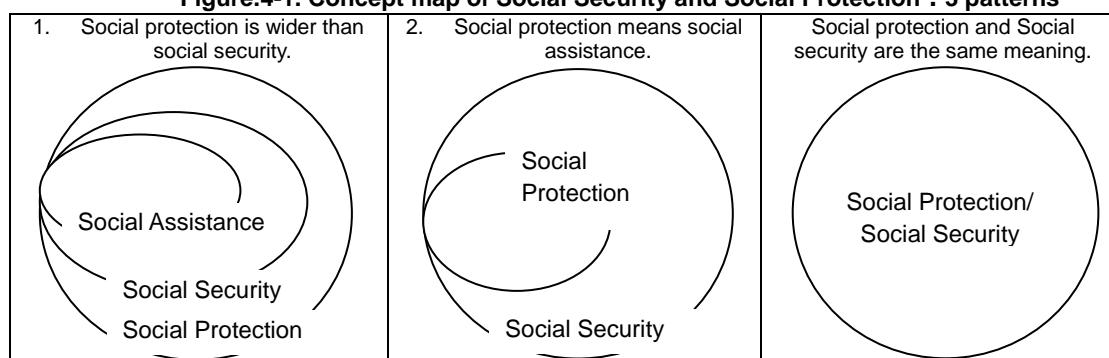 Figure.4-1. Concept map of Social Security and Social Protection : 3 patterns
1. Social protection is wider than
social security.
Social Assistance
Social Security
Social Protection
2. Social protection means social
assistance.
Social
Protection
Social Security
Social protection and Social
security are the same meaning.
Social Protection/
Social Security